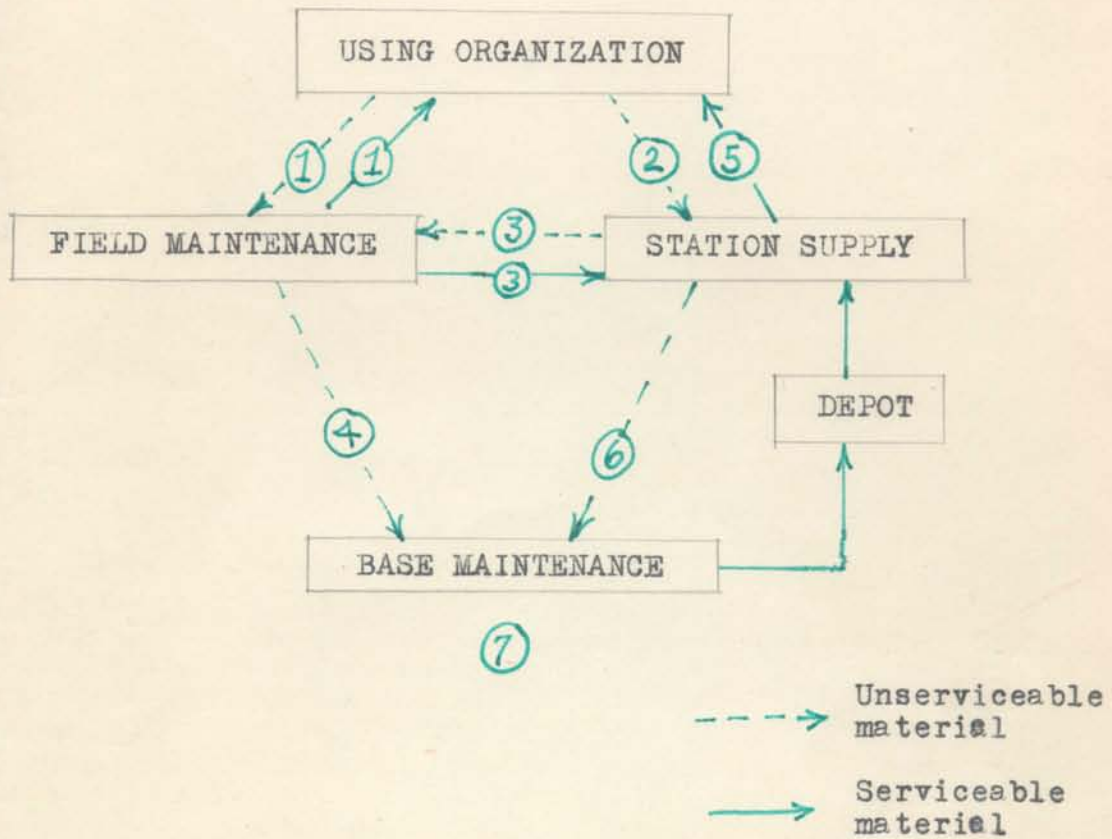 USING ORGANIZATION
1 1 2 5
FIELD MAINTENANCE
3
3
STATION SUPPLY
DEPOT
4
6
BASE MAINTENANCE
7
Unserviceable
material
Serviceable
material